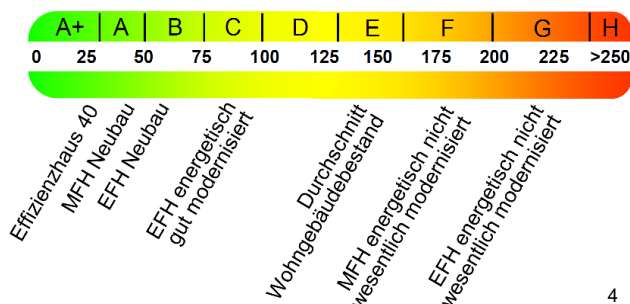 A+ A B C D E F G H
0 25 50 75 100 125 150 175 200 225 >250
Effizienzhaus 40
MFH Neubau
EFH Neubau
EFH energetisch
gut modernisiert
Durchschnitt
Wohngebäudebestand
MFH energetisch nicht
wesentlich modernisiert
EFH energetisch nicht
wesentlich modernisiert
4